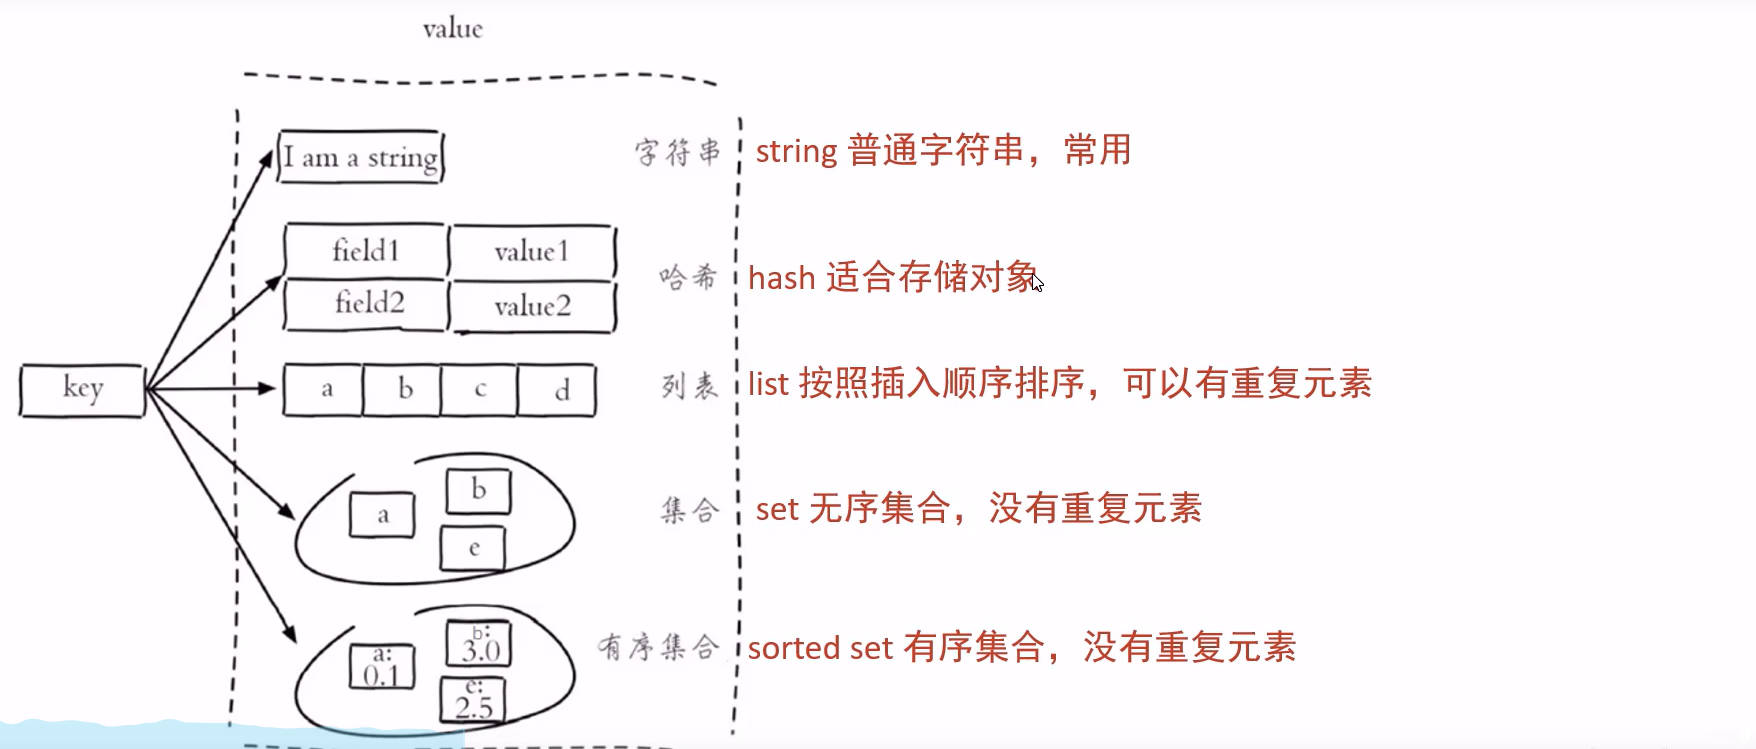 value
I am a string
字符串
string 普通字符串，常用
field1 value1
field2 value2
哈希
hash 适合存储对象
key
a b c d
列表
list 按照插入顺序排序，可以有重复元素
a
b
e
集合
set 无序集合，没有重复元素
a:
0.1
b:
3.0
e:
2.5
有序集合
sorted set 有序集合，没有重复元素